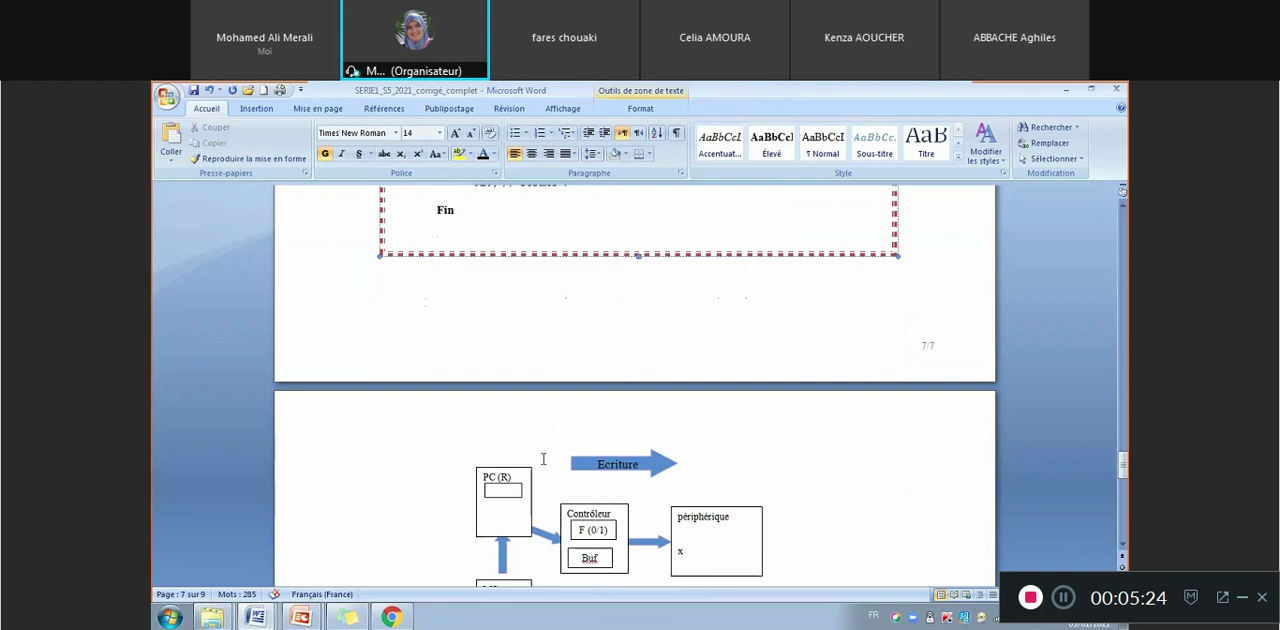 Mohamed Ali Merali
Moi
M... (Organisateur)
fares chouaki
Celia AMOURA
Kenza AOUCHER
ABBACHE Aghiles
SERIE1_S5_2021_corrigé_complet - Microsoft Word
Outils de zone de texte
Accueil Insertion Mise en page Références Publipostage Révision Affichage Format
Coller
Couper
Copier
Reproduire la mise en forme
Presse-papiers
Times New Roman 14
G I S abc x₂ x² Aa
Police
Paragraphe
AaBbCcI AaBbCcI AaBbCcI AaBbCc. AaB
Accentuat... Élevé ¶ Normal Sous-titre Titre
Modifier les styles
Style
Rechercher
Remplacer
Sélectionner
Modification
Fin
7/7
Ecriture
PC (R)
Contrôleur
F (0/1)
Buf
périphérique
x
Page : 7 sur 9 Mots : 285 Français (France)
FR
00:05:24